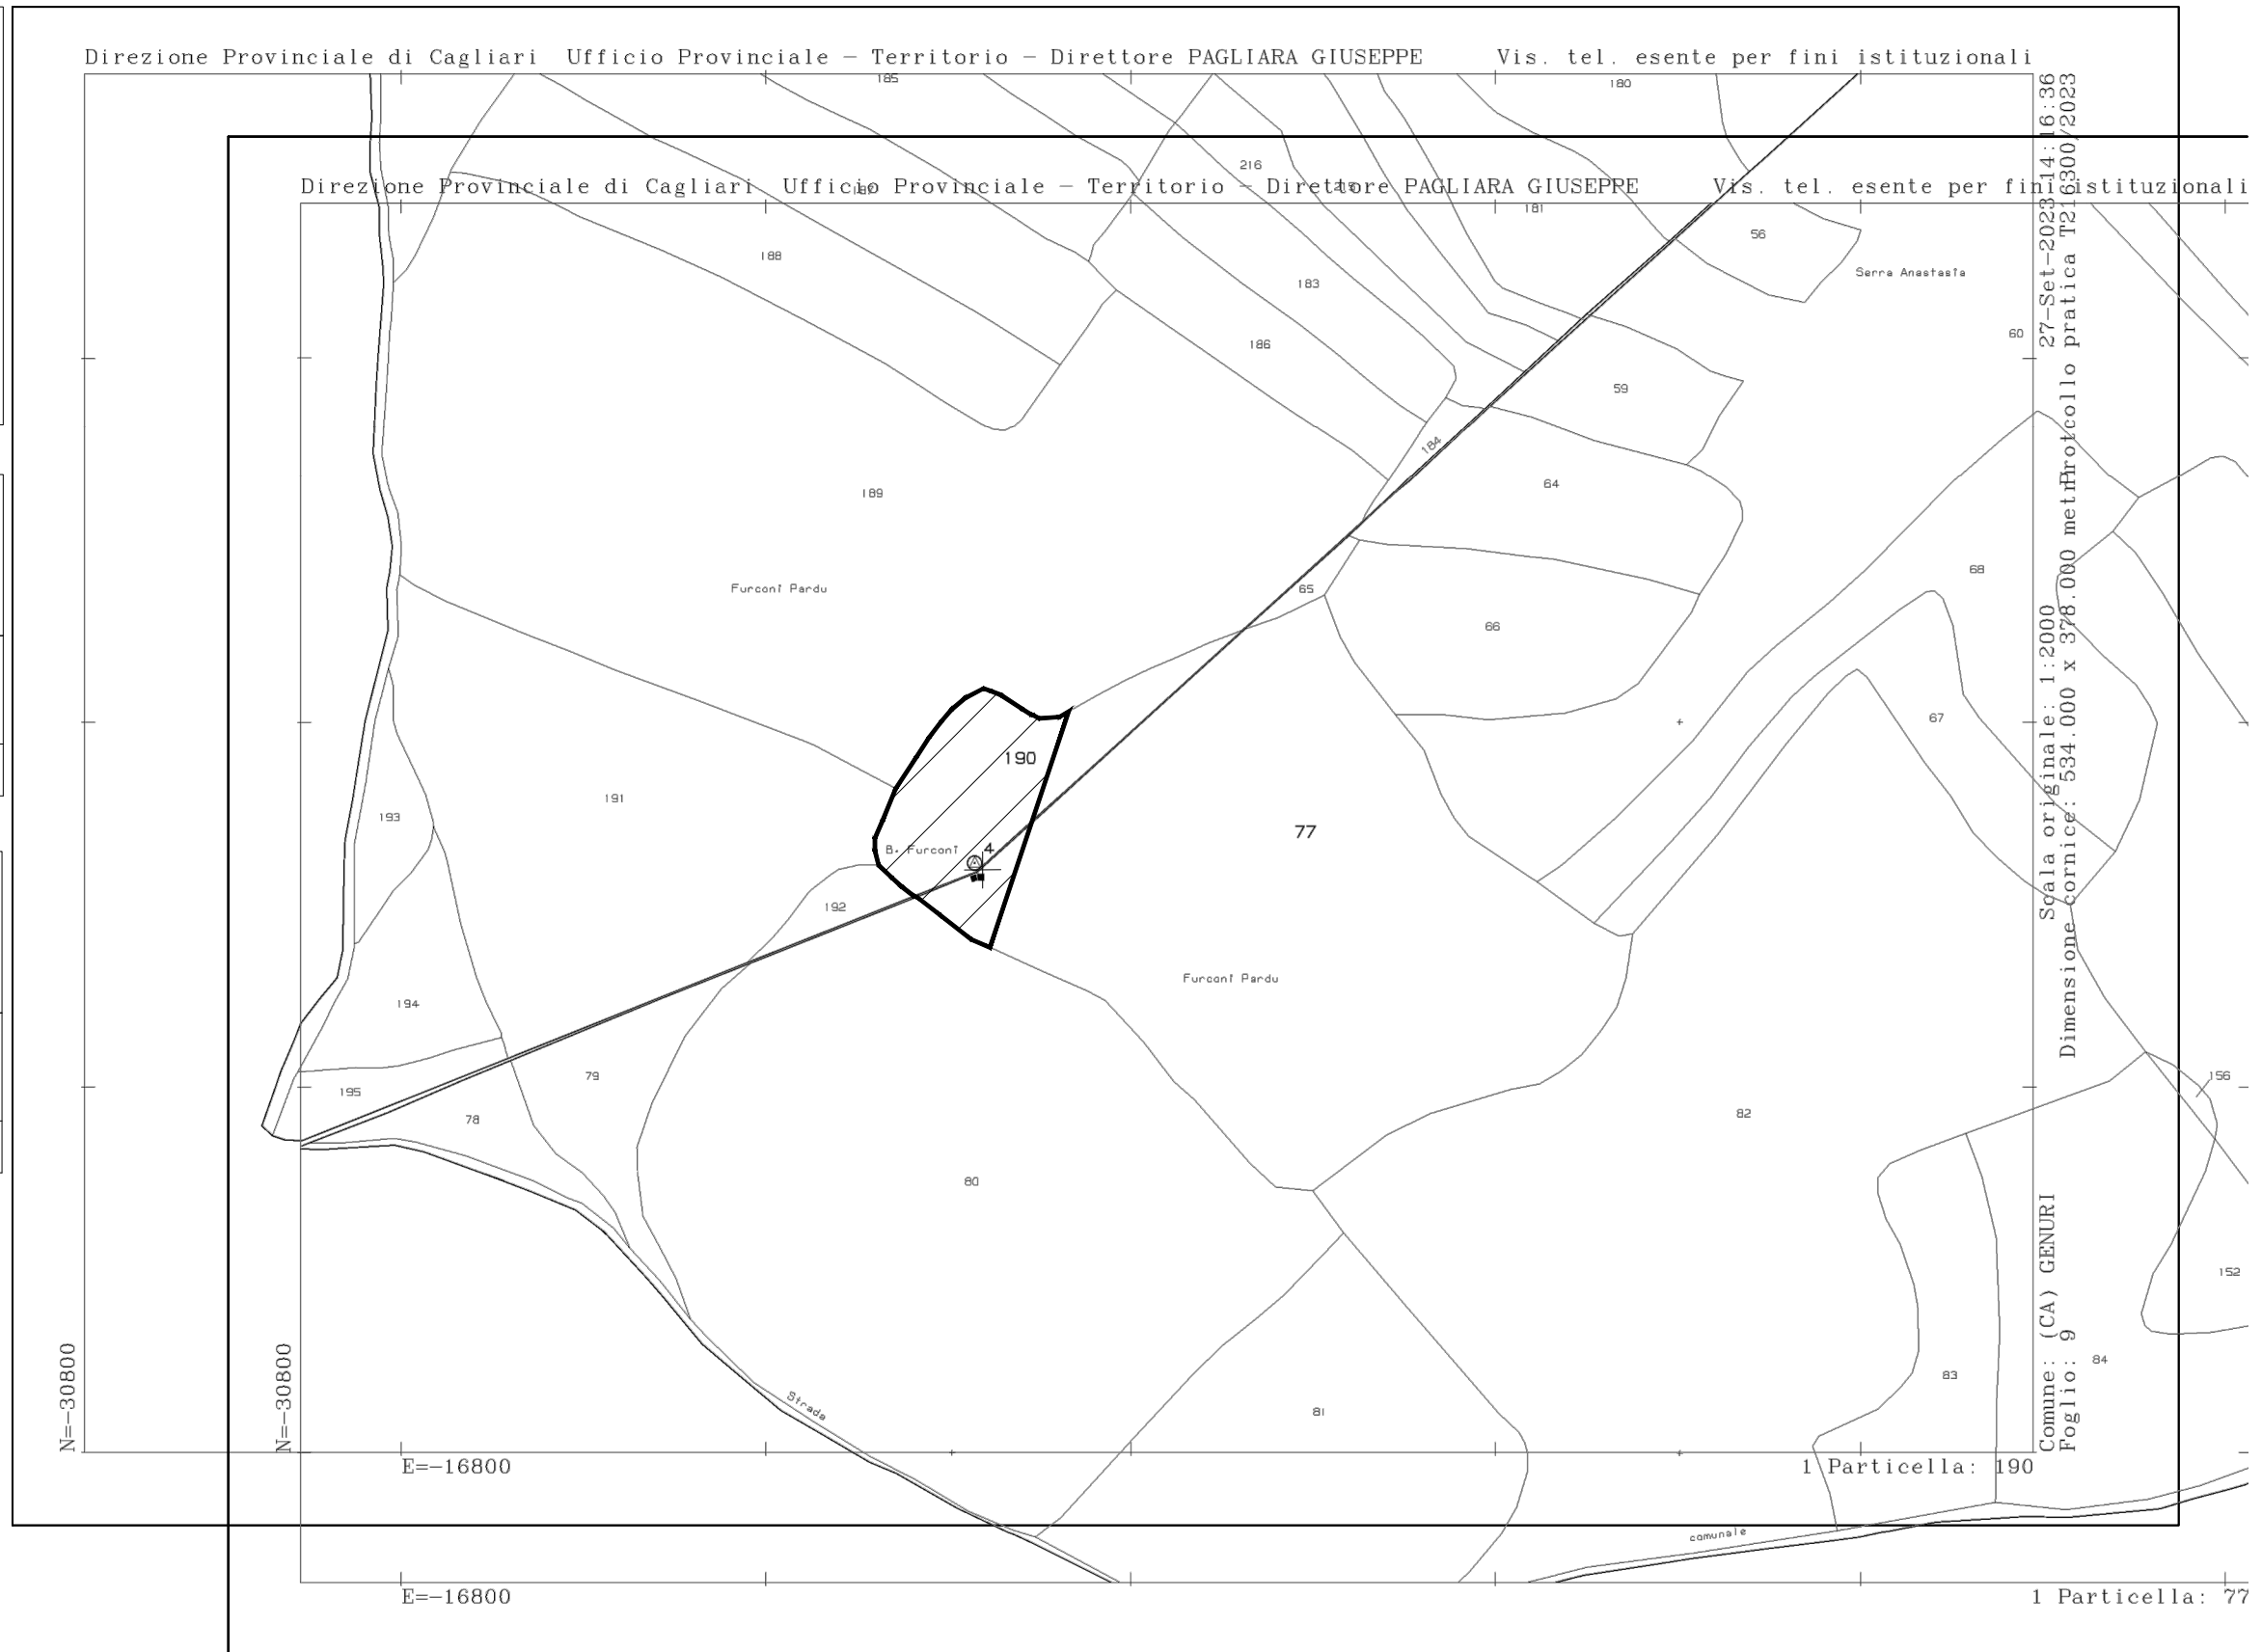 Direzione Provinciale di Cagliari Ufficio Provinciale - Territorio - Direttore PAGLIARA GIUSEPPE Vis. tel. esente per fini istituzionali
185
180
216
Direzione Provinciale di Cagliari Ufficio Provinciale - Territorio - Direttore PAGLIARA GIUSEPPE Vis. tel. esente per fini istituzionali
181
56
188
Serra Anastasia
183
60
186
59
184
64
189
68
Furconi Pardu
65
66
67
190
191
193
77
B. Furconi
4
192
Furconi Pardu
194
79
195
78
82
156
80
152
84
83
81
Strada
comunale
N=-30800
N=-30800
E=-16800
1 Particella: 190
E=-16800
1 Particella: 77
27-Set-2023 14:16:36
Protocollo pratica T216300/2023
Scala originale: 1:2000
Dimensione cornice: 534.000 x 378.000 metri
Comune: (CA) GENURI
Foglio: 9